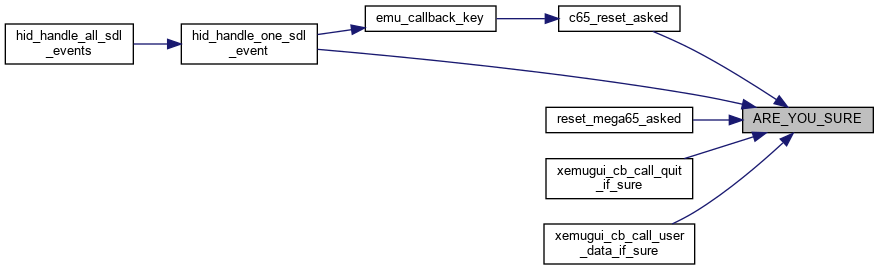 hid_handle_all_sdl
_events
hid_handle_one_sdl
_event
emu_callback_key
c65_reset_asked
reset_mega65_asked
xemugui_cb_call_quit
_if_sure
xemugui_cb_call_user
_data_if_sure
ARE_YOU_SURE